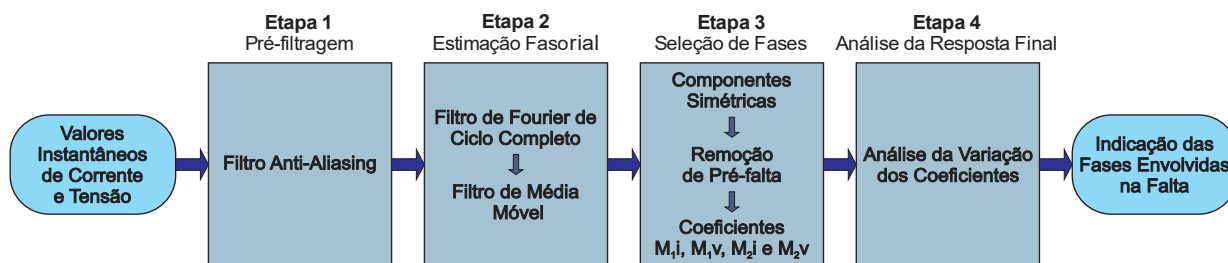 Etapa 1
Pré-filtragem
Etapa 2
Estimação Fasorial
Etapa 3
Seleção de Fases
Etapa 4
Análise da Resposta Final
Valores
Instantâneos
de Corrente
e Tensão
Filtro Anti-Aliasing
Filtro de Fourier de
Ciclo Completo
Filtro de Média
Móvel
Componentes
Simétricas
Remoção
de Pré-falta
Coeficientes
M₁i, M₁v, M₂i e M₂v
Análise da Variação
dos Coeficientes
Indicação das
Fases Envolvidas
na Falta